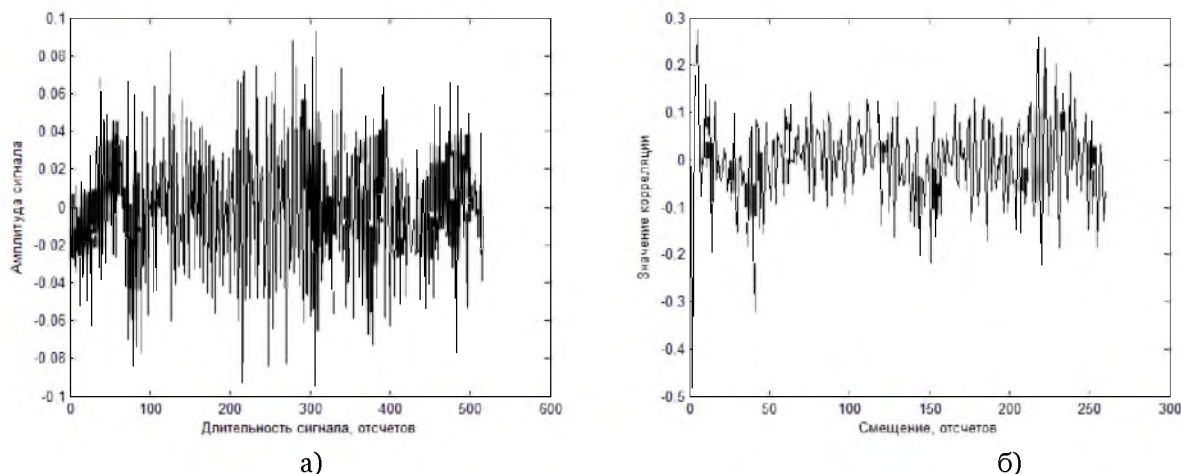 0.1
0.08
0.06
0.04
0.02
0
-0.02
-0.04
-0.06
-0.08
-0.1
0 100 200 300 400 500 600
Амплитуда сигнала
Длительность сигнала, отсчетов
а)
0.3
0.2
0.1
0
-0.1
-0.2
-0.3
-0.4
-0.5
0 50 100 150 200 250 300
Значение корреляции
Смещение, отсчетов
б)